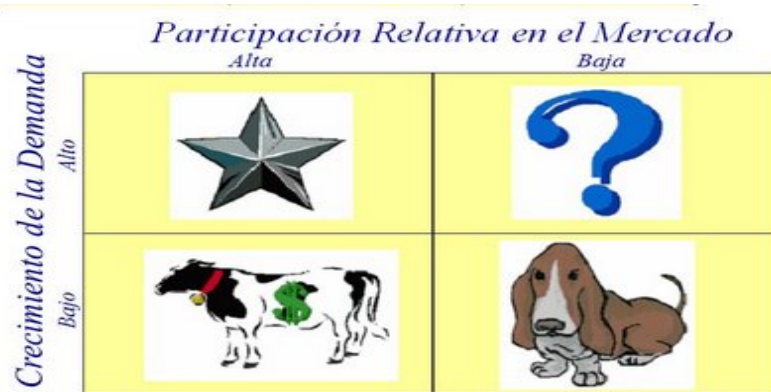 Participación Relativa en el Mercado
Alta
Baja
Crecimiento de la Demanda
Alto
Bajo
$